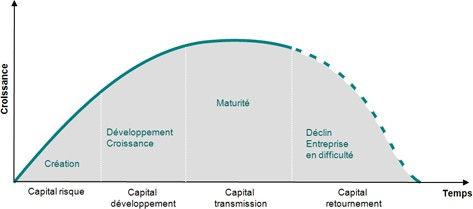 Croissance
Création
Développement
Croissance
Maturité
Déclin
Entreprise
en difficulté
Capital risque
Capital
développement
Capital
transmission
Capital
retournement
Temps